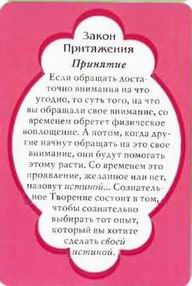 Закон
Притяжения
Принятие
Если обращать доста-
точно внимания на что
угодно, то суть того, на что
вы обращали свое внимание, со
временем обретет физическое
воплощение. А потом, когда дру-
гие начнут обращать на это свое
внимание, они будут помогать
этому расти. Со временем это
проявление, желанное или нет,
назовут истиной... Сознатель-
ное Творение состоит в том,
чтобы сознательно
выбирать тот опыт,
который вы хотите
сделать своей
истиной.